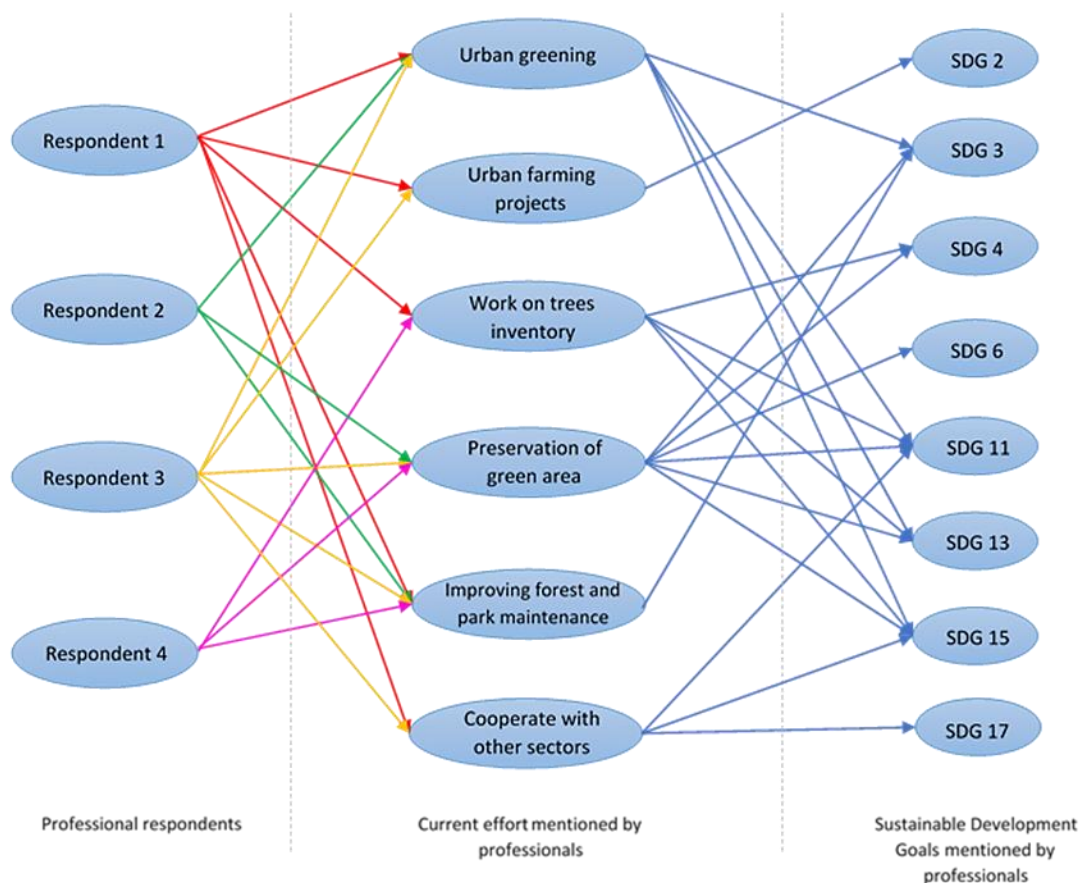 Respondent 1
Respondent 2
Respondent 3
Respondent 4
Urban greening
Urban farming
projects
Work on trees
inventory
Preservation of
green area
Improving forest and
park maintenance
Cooperate with
other sectors
SDG 2
SDG 3
SDG 4
SDG 6
SDG 11
SDG 13
SDG 15
SDG 17
Professional respondents
Current effort mentioned by
professionals
Sustainable Development
Goals mentioned by
professionals